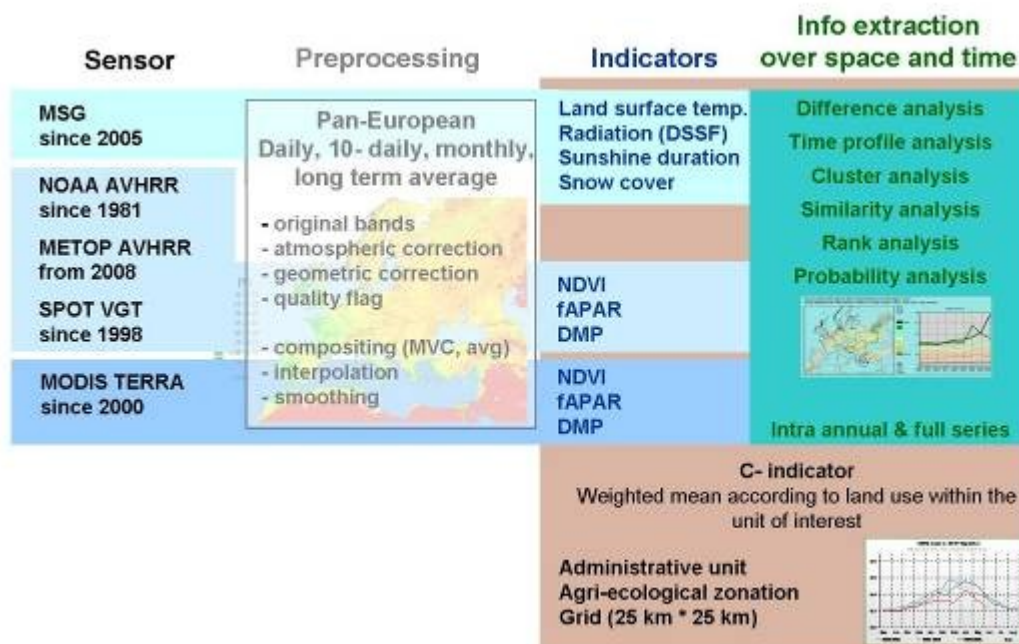 Sensor
Preprocessing
Indicators
Info extraction
over space and time
MSG
since 2005
NOAA AVHRR
since 1981
METOP AVHRR
from 2008
SPOT VGT
since 1998
MODIS TERRA
since 2000
Pan-European
Daily, 10- daily, monthly,
long term average
- original bands
- atmospheric correction
- geometric correction
- quality flag
- compositing (MVC, avg)
- interpolation
- smoothing
Land surface temp.
Radiation (DSSF)
Sunshine duration
Snow cover
NDVI
fAPAR
DMP
NDVI
fAPAR
DMP
Difference analysis
Time profile analysis
Cluster analysis
Similarity analysis
Rank analysis
Probability analysis
Intra annual & full series
C- indicator
Weighted mean according to land use within the
unit of interest
Administrative unit
Agri-ecological zonation
Grid (25 km * 25 km)